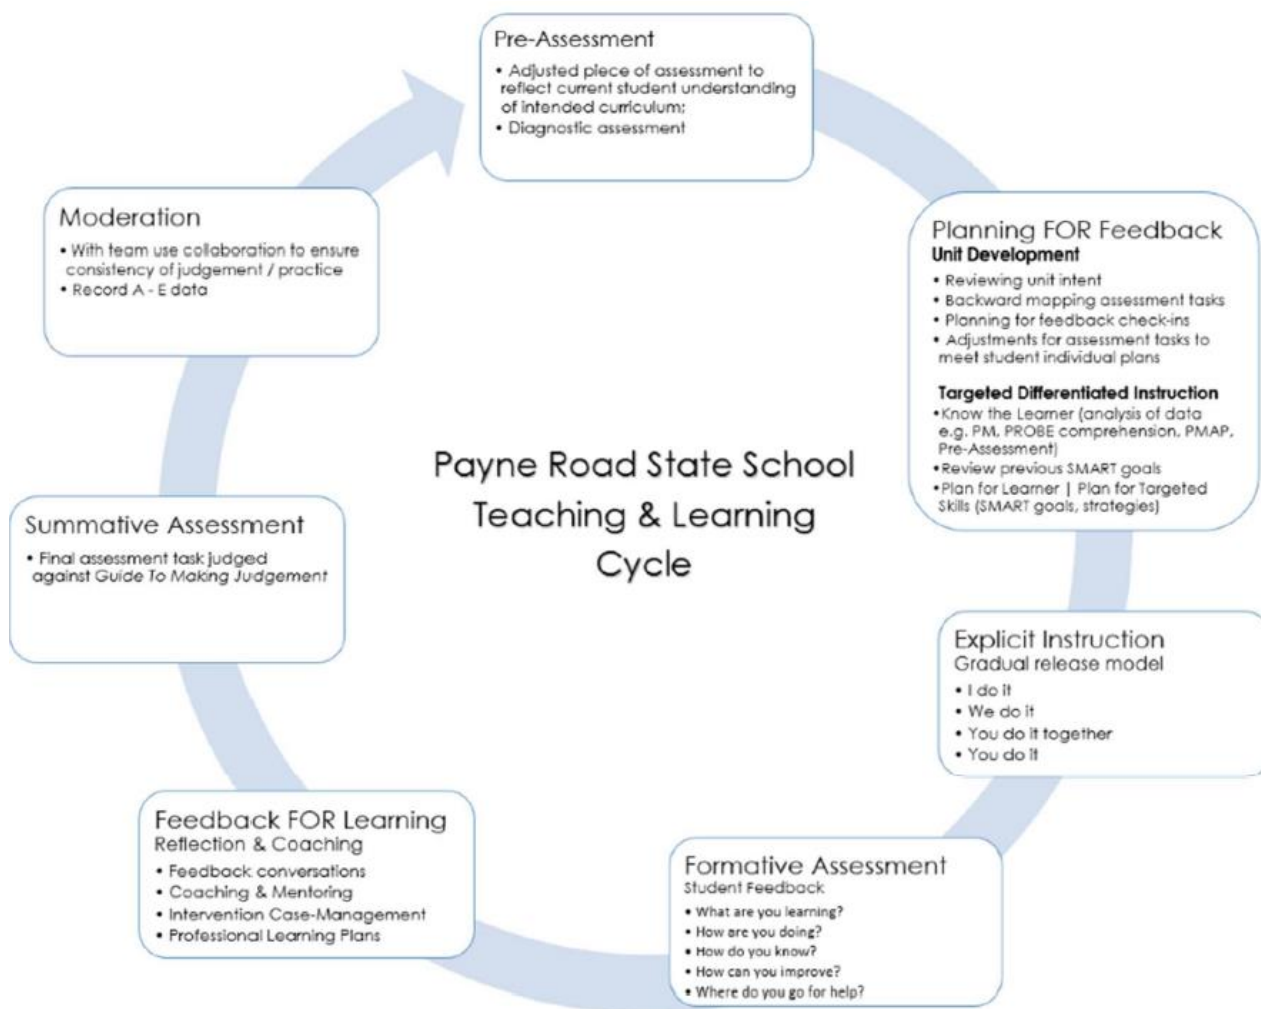 Pre-Assessment
• Adjusted piece of assessment to
reflect current student understanding
of intended curriculum;
• Diagnostic assessment
Planning FOR Feedback
Unit Development
• Reviewing unit intent
• Backward mapping assessment tasks
• Planning for feedback check-ins
• Adjustments for assessment tasks to
meet student individual plans
Targeted Differentiated Instruction
•Know the Learner (analysis of data
e.g. PM, PROBE comprehension, PMAP,
Pre-Assessment)
•Review previous SMART goals
•Plan for Learner | Plan for Targeted
Skills (SMART goals, strategies)
Explicit Instruction
Gradual release model
• I do it
• We do it
• You do it together
• You do it
Formative Assessment
Student Feedback
• What are you learning?
• How are you doing?
• How do you know?
• How can you improve?
• Where do you go for help?
Feedback FOR Learning
Reflection & Coaching
• Feedback conversations
• Coaching & Mentoring
• Intervention Case-Management
• Professional Learning Plans
Summative Assessment
• Final assessment task judged
against Guide To Making Judgement
Moderation
• With team use collaboration to ensure
consistency of judgement / practice
• Record A - E data
Payne Road State School
Teaching & Learning
Cycle